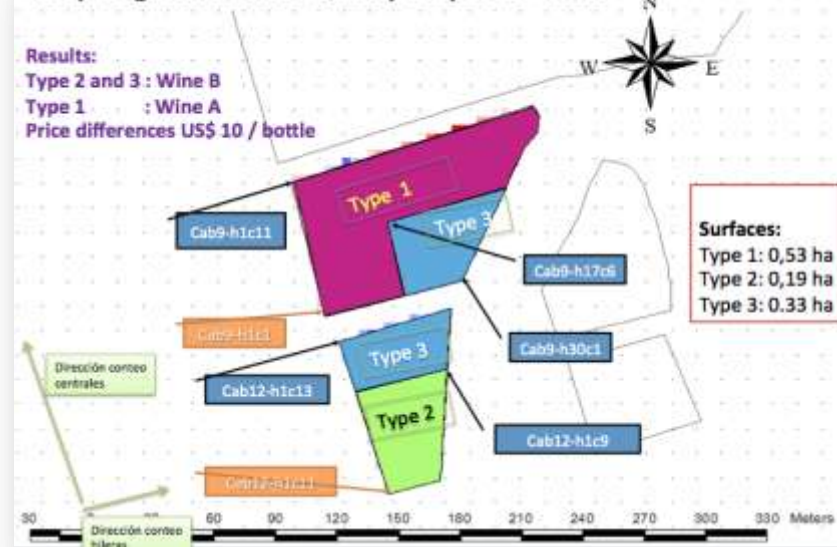 N
W E
S
Results:
Type 2 and 3 : Wine B
Type 1 : Wine A
Price differences US$ 10 / bottle
Type 1
Type 3
Cab9-h1c11
Cab9-h17c6
Surfaces:
Type 1: 0,53 ha
Type 2: 0,19 ha
Type 3: 0.33 ha
Cab9-h1c1
Cab9-h30c1
Type 3
Dirección conteo
centrales
Cab12-h1c13
Type 2
Cab12-h1c9
30 60 90 120 150 180 210 240 270 300 330 Meters
Dirección conteo
hileras